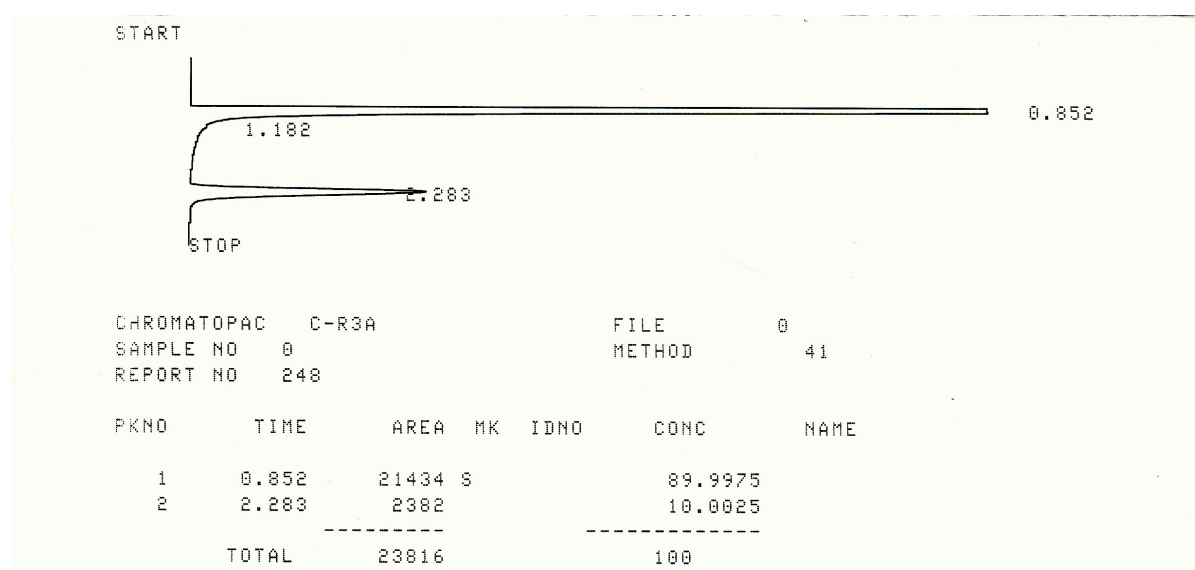 START
0.852
1.182
2.283
STOP
CHROMATOPAC C-R3A FILE 0
SAMPLE NO 0 METHOD 41
REPORT NO 248
PKNO TIME AREA MK IDNO CONC NAME
1 0.852 21434 S 89.9975
2 2.283 2382 10.0025
--------- -------------
TOTAL 23816 100